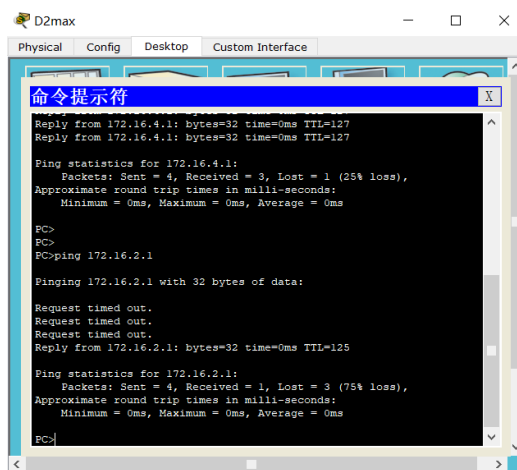 D2max
Physical Config Desktop Custom Interface
命令提示符
X
Reply from 172.16.4.1: bytes=32 time=0ms TTL=127
Reply from 172.16.4.1: bytes=32 time=0ms TTL=127
Ping statistics for 172.16.4.1:
Packets: Sent = 4, Received = 3, Lost = 1 (25% loss),
Approximate round trip times in milli-seconds:
Minimum = 0ms, Maximum = 0ms, Average = 0ms
PC>
PC>
PC>ping 172.16.2.1
Pinging 172.16.2.1 with 32 bytes of data:
Request timed out.
Request timed out.
Request timed out.
Reply from 172.16.2.1: bytes=32 time=0ms TTL=125
Ping statistics for 172.16.2.1:
Packets: Sent = 4, Received = 1, Lost = 3 (75% loss),
Approximate round trip times in milli-seconds:
Minimum = 0ms, Maximum = 0ms, Average = 0ms
PC>